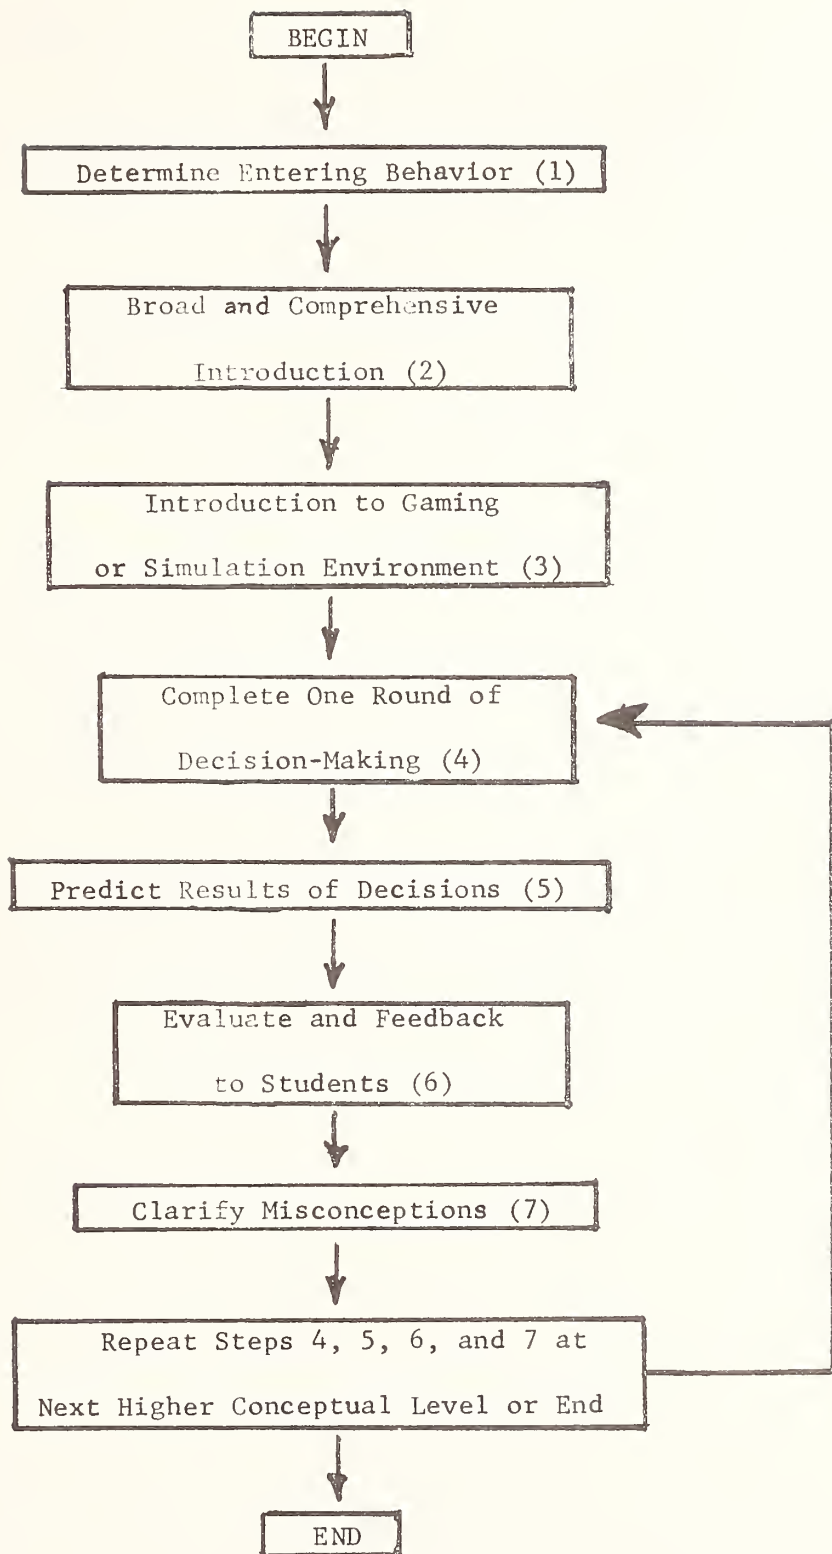 BEGIN
Determine Entering Behavior (1)
Broad and Comprehensive
Introduction (2)
Introduction to Gaming
or Simulation Environment (3)
Complete One Round of
Decision-Making (4)
Predict Results of Decisions (5)
Evaluate and Feedback
to Students (6)
Clarify Misconceptions (7)
Repeat Steps 4, 5, 6, and 7 at
Next Higher Conceptual Level or End
END